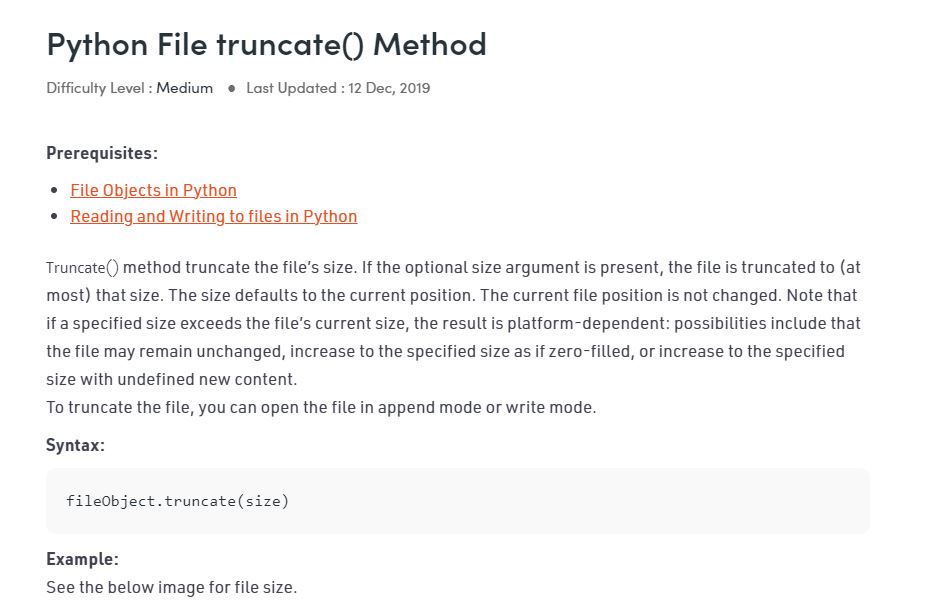 Python File truncate() Method
Difficulty Level : Medium ● Last Updated : 12 Dec, 2019
Prerequisites:
• File Objects in Python
• Reading and Writing to files in Python
Truncate() method truncate the file’s size. If the optional size argument is present, the file is truncated to (at
most) that size. The size defaults to the current position. The current file position is not changed. Note that
if a specified size exceeds the file’s current size, the result is platform-dependent: possibilities include that
the file may remain unchanged, increase to the specified size as if zero-filled, or increase to the specified
size with undefined new content.
To truncate the file, you can open the file in append mode or write mode.
Syntax:
fileObject.truncate(size)
Example:
See the below image for file size.